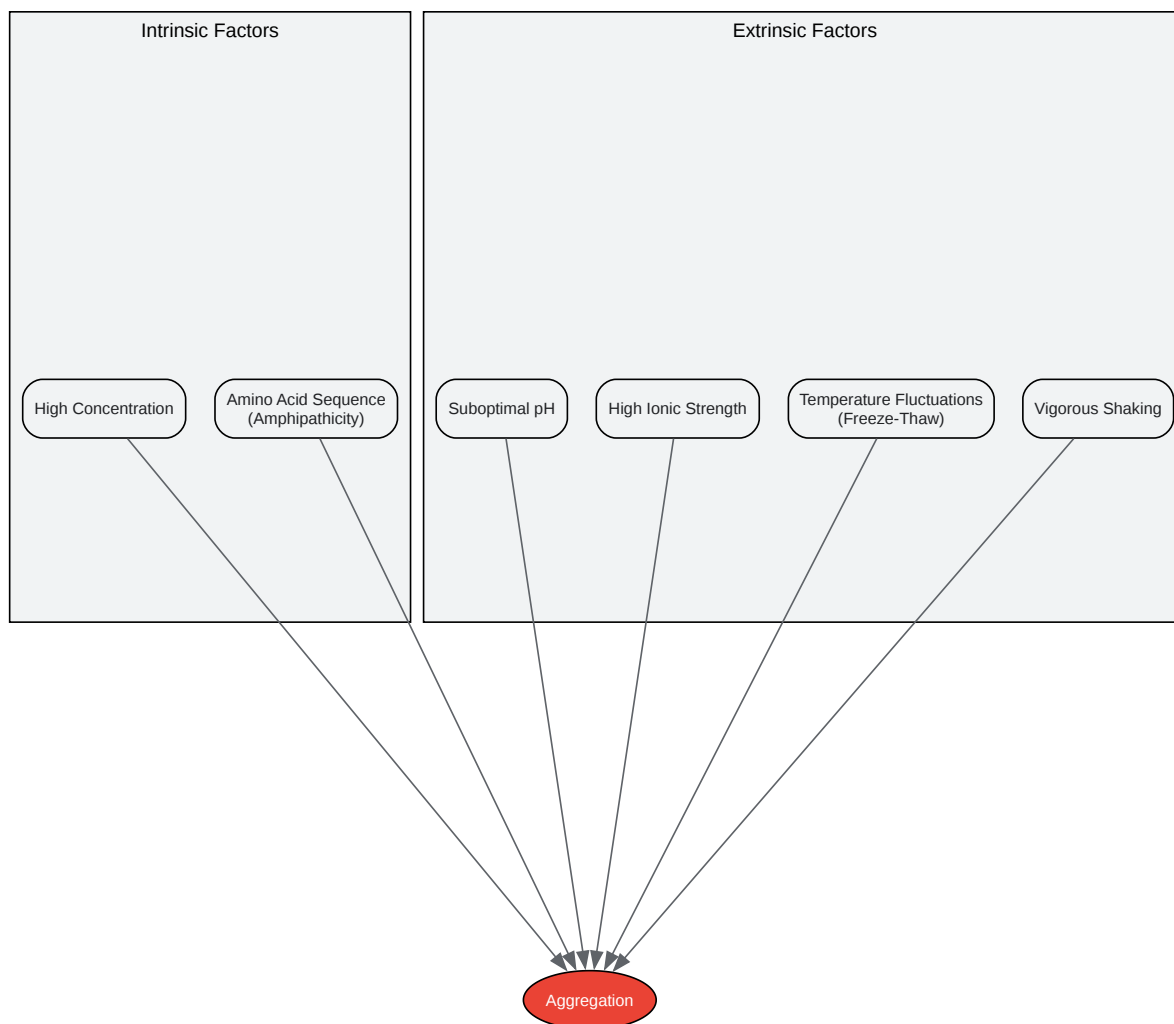 Intrinsic Factors
Extrinsic Factors
High Concentration
Amino Acid Sequence
(Amphipathicity)
Suboptimal pH
High Ionic Strength
Temperature Fluctuations
(Freeze-Thaw)
Vigorous Shaking
Aggregation